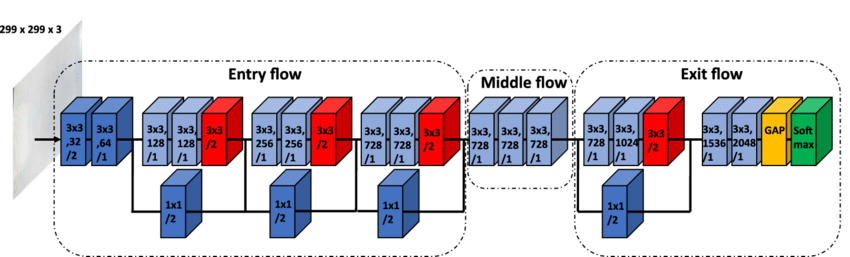 299 x 299 x 3
Entry flow
Middle flow
Exit flow
3x3
,32
/2
3x3
,64
/1
3x3,
128
/1
3x3,
128
/1
3x3
/2
3x3,
256
/1
3x3,
256
/1
3x3
/2
3x3,
728
/1
3x3,
728
/1
3x3
/2
3x3,
728
/1
3x3,
728
/1
3x3,
728
/1
3x3,
728
/1
3x3,
1024
/1
3x3
/2
3x3,
1536
/1
3x3,
2048
/1
GAP
Soft
max
1x1
/2
1x1
/2
1x1
/2
1x1
/2